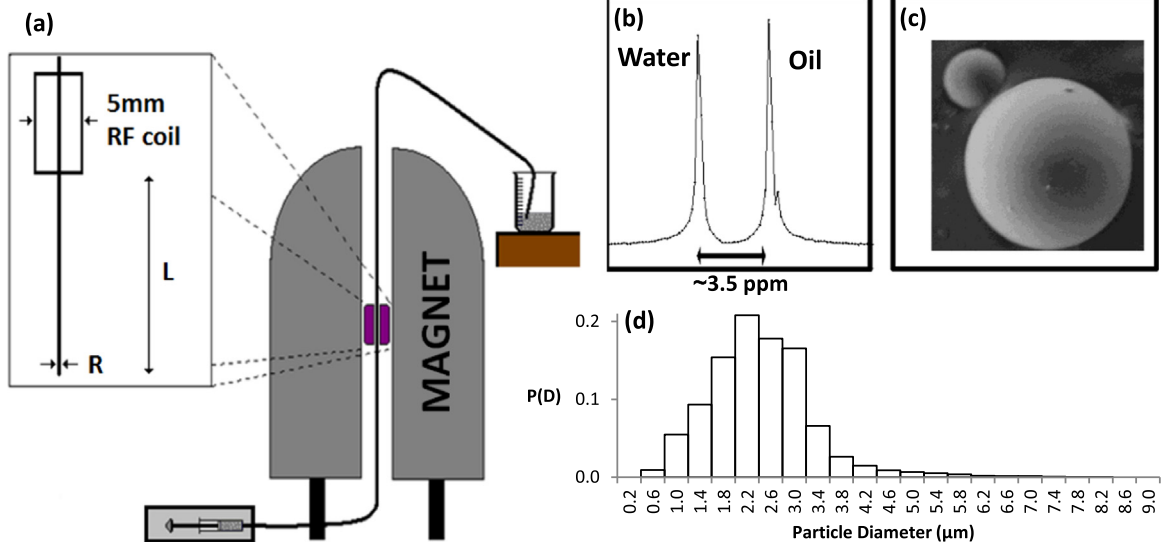 (a)
5mm
RF coil
L
R
MAGNET
(b)
Water
Oil
~3.5 ppm
(c)
(d)
P(D)
0.2
0.1
0.0
0.2 0.6 1.0 1.4 1.8 2.2 2.6 3.0 3.4 3.8 4.2 4.6 5.0 5.4 5.8 6.2 6.6 7.0 7.4 7.8 8.2 8.6 9.0
Particle Diameter (μm)